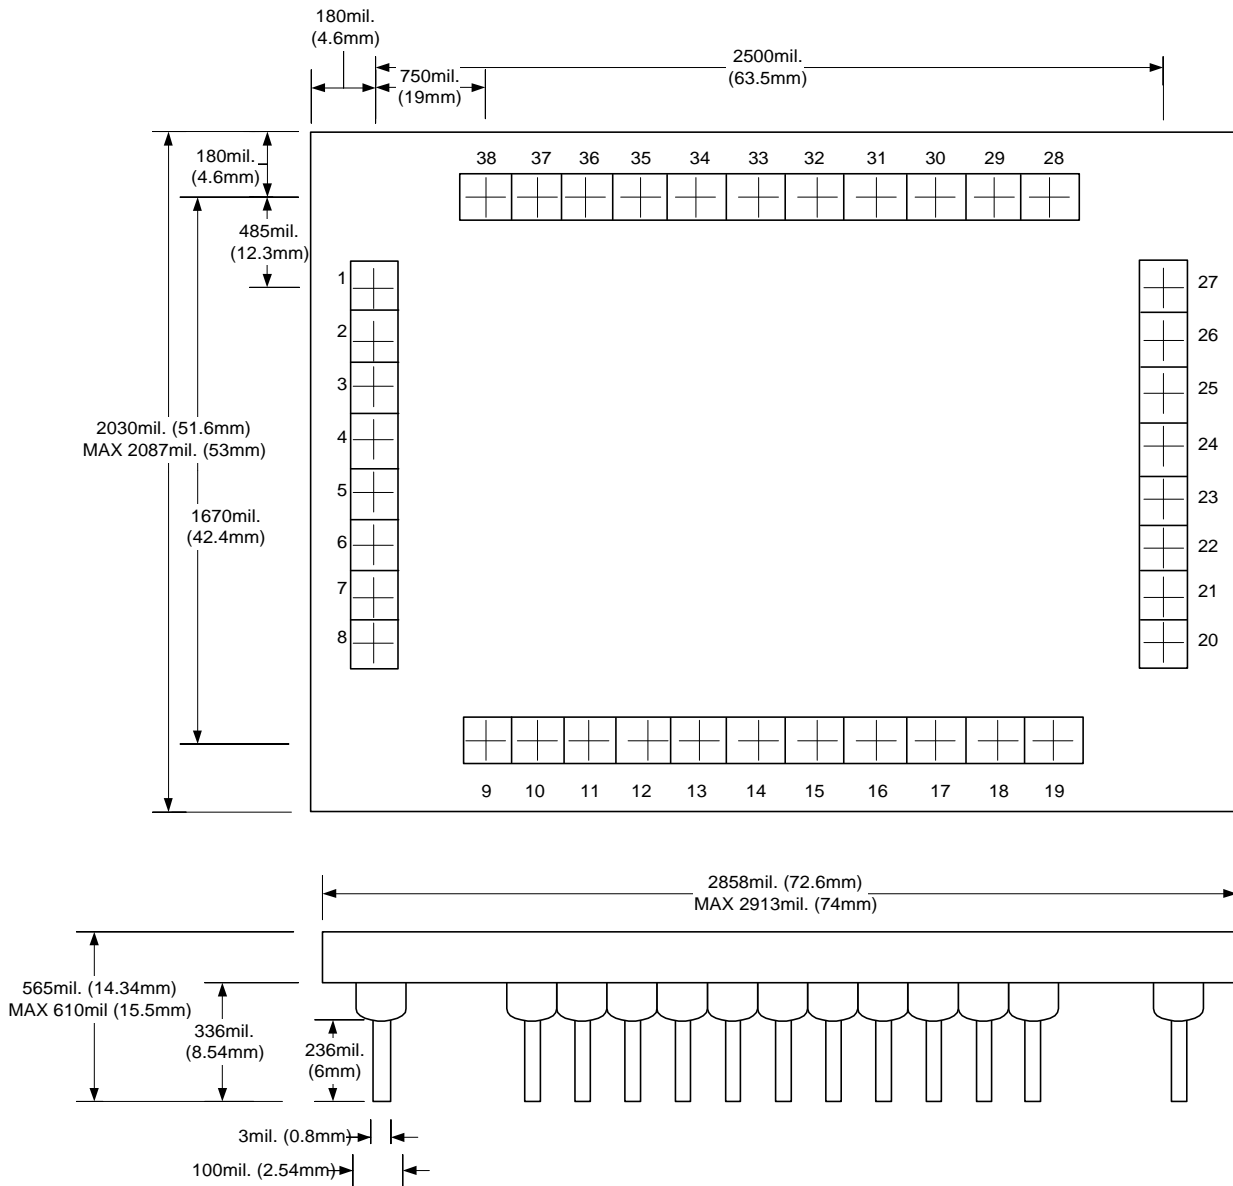 180mil.
(4.6mm)
2500mil.
(63.5mm)
750mil.
(19mm)
180mil.
(4.6mm)
38 37 36 35 34 33 32 31 30 29 28
485mil.
(12.3mm)
1 27
2 26
3 25
4 24
5 23
6 22
7 21
8 20
2030mil. (51.6mm)
MAX 2087mil. (53mm)
1670mil.
(42.4mm)
9 10 11 12 13 14 15 16 17 18 19
2858mil. (72.6mm)
MAX 2913mil. (74mm)
565mil. (14.34mm)
MAX 610mil (15.5mm)
336mil.
(8.54mm)
236mil.
(6mm)
3mil. (0.8mm)
100mil. (2.54mm)